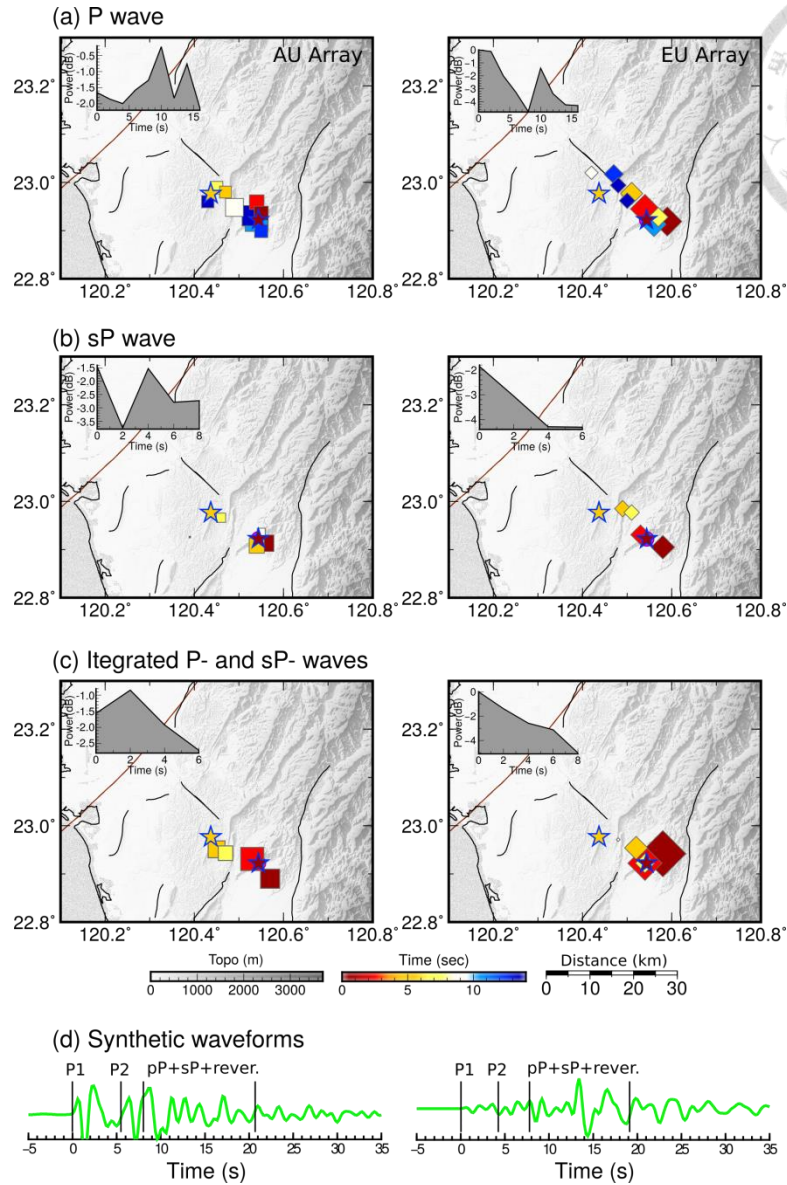 (a) P wave
AU Array
EU Array
Power(dB)
-0.5
-1.0
-1.5
-2.0
0 5 10 15
Time (s)
Power(dB)
0
-1
-2
-3
-4
0 5 10 15
Time (s)
23.2°
23.0°
22.8°
120.2° 120.4° 120.6° 120.8°
120.2° 120.4° 120.6° 120.8°
(b) sP wave
Power(dB)
-1.5
-2.0
-2.5
-3.0
-3.5
0 2 4 6 8
Time (s)
Power(dB)
-2
-3
-4
0 2 4 6
Time (s)
23.2°
23.0°
22.8°
120.2° 120.4° 120.6° 120.8°
120.2° 120.4° 120.6° 120.8°
(c) Itegrated P- and sP- waves
Power(dB)
-1.0
-1.5
-2.0
-2.5
0 2 4 6
Time (s)
Power(dB)
0
-2
-4
0 2 4 6 8
Time (s)
23.2°
23.0°
22.8°
120.2° 120.4° 120.6° 120.8°
120.2° 120.4° 120.6° 120.8°
Topo (m)
0 1000 2000 3000
Time (sec)
0 5 10
Distance (km)
0 10 20 30
(d) Synthetic waveforms
P1 P2 pP+sP+rever.
-5 0 5 10 15 20 25 30 35
Time (s)
P1 P2 pP+sP+rever.
-5 0 5 10 15 20 25 30 35
Time (s)